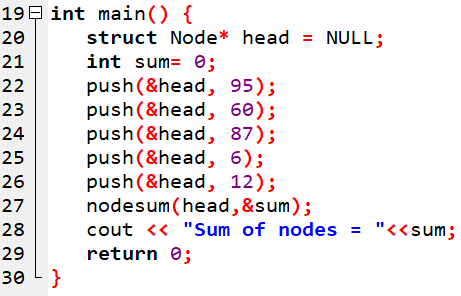 19 int main() {
20 struct Node* head = NULL;
21 int sum= 0;
22 push(&head, 95);
23 push(&head, 60);
24 push(&head, 87);
25 push(&head, 6);
26 push(&head, 12);
27 nodesum(head,&sum);
28 cout << "Sum of nodes = "<<sum;
29 return 0;
30 }